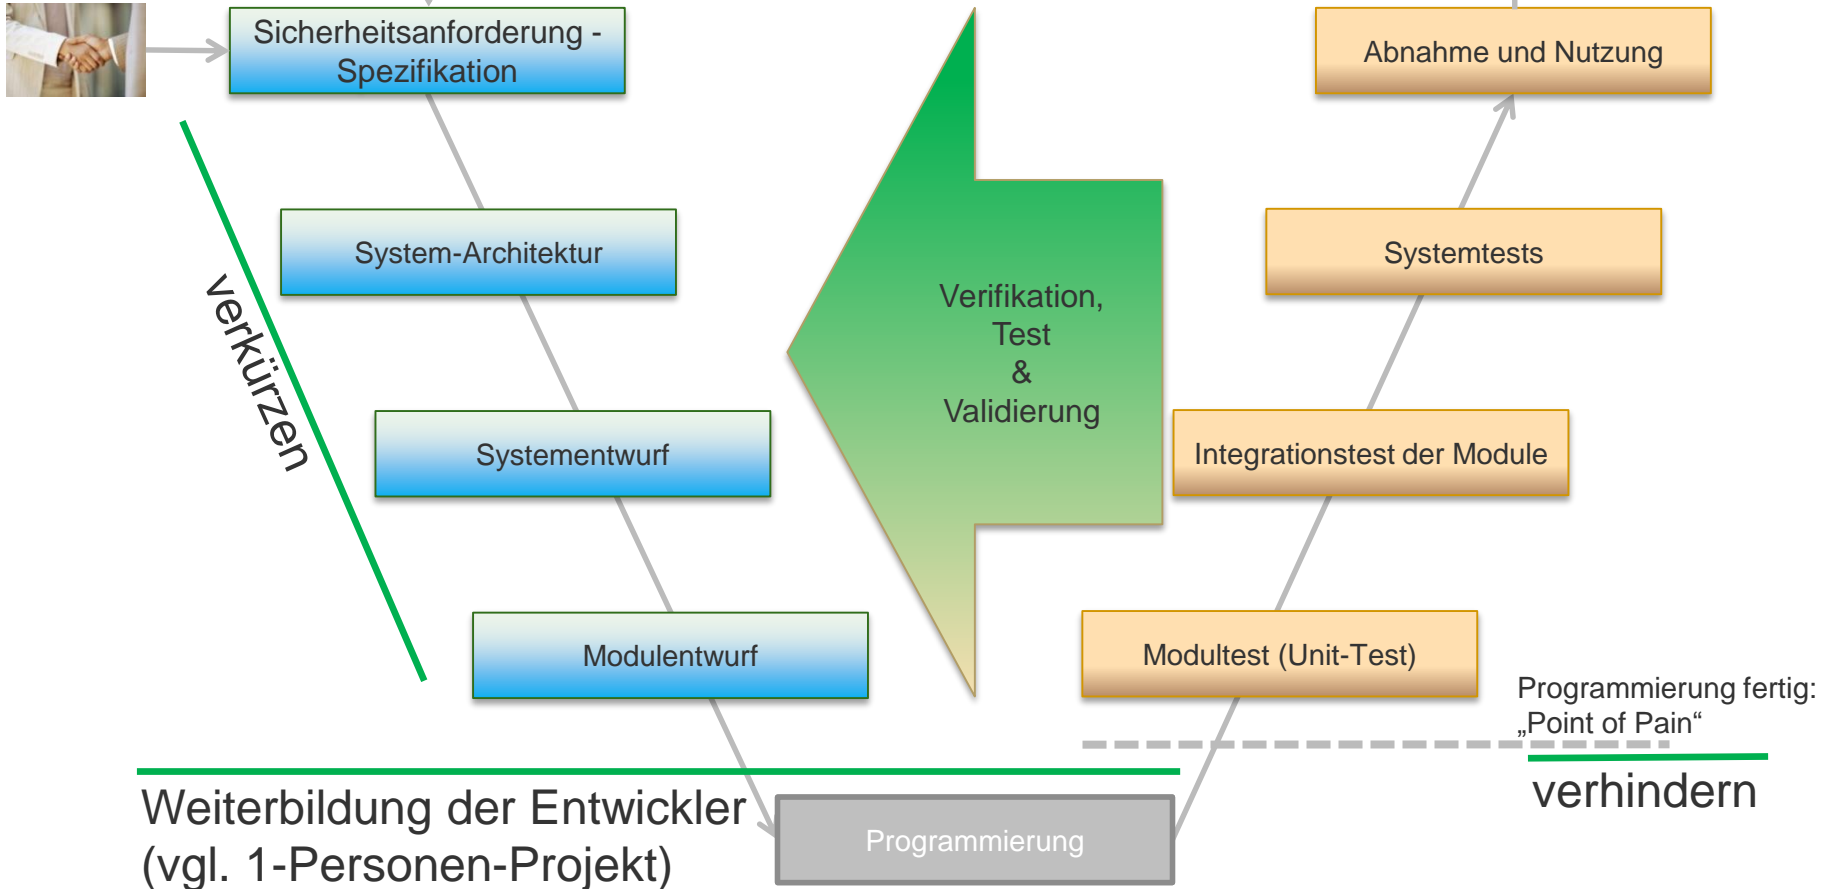 Sicherheitsanforderung -
Spezifikation
Abnahme und Nutzung
System-Architektur
Systemtests
verkürzen
Verifikation,
Test
&
Validierung
Systementwurf
Integrationstest der Module
Modulentwurf
Modultest (Unit-Test)
Programmierung fertig:
„Point of Pain“
verhindern
Weiterbildung der Entwickler
(vgl. 1-Personen-Projekt)
Programmierung